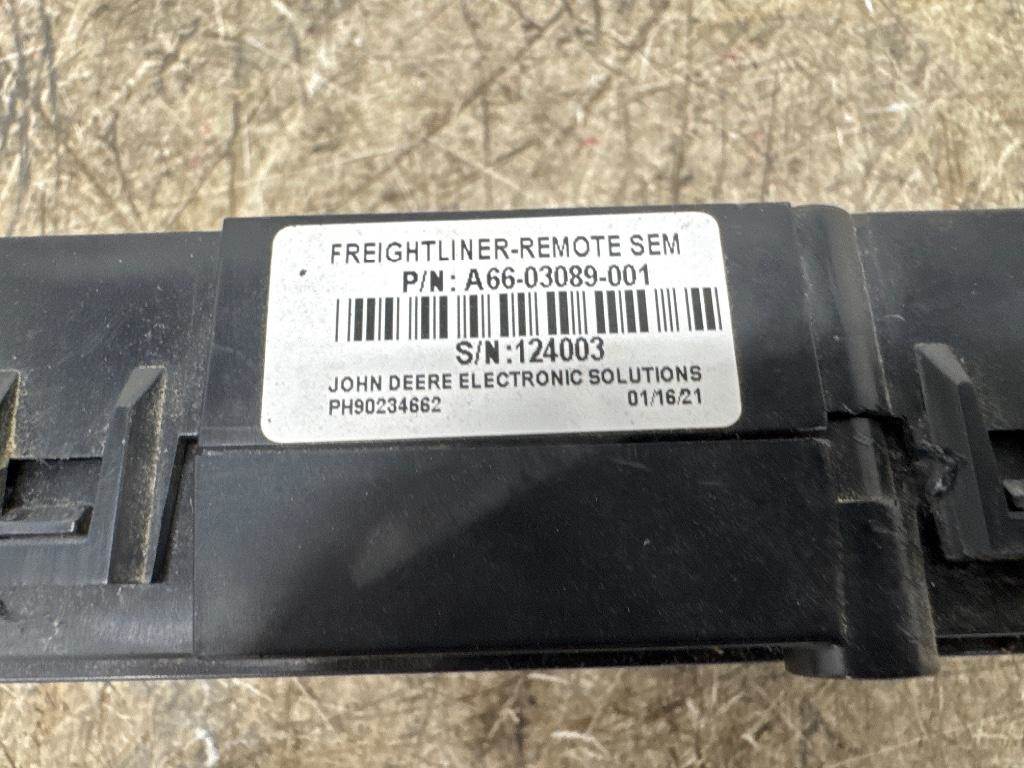 FREIGHTLINER-REMOTE SEM
P/N: A66-03089-001
S/N:124003
JOHN DEERE ELECTRONIC SOLUTIONS
PH90234662 01/16/21